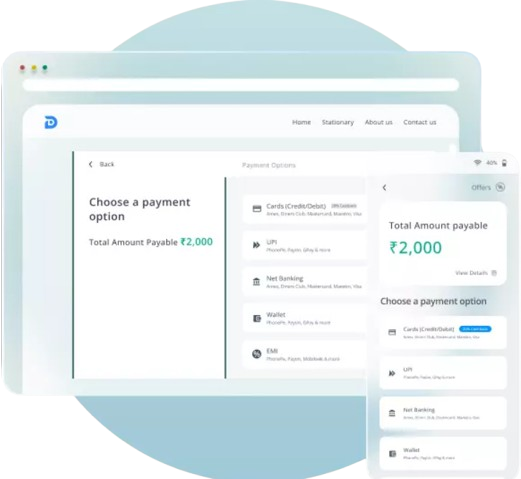 Home Stationary About us Contact us
Back
Payment Options
Choose a payment
option
Total Amount Payable ₹2,000
Cards (Credit/Debit)
Amex, Diners Club, Mastercard, Maestro, Visa
UPI
PhonePe, Paytm, GPay & more
Net Banking
Amex, Diners Club, Mastercard, Maestro, Visa
Wallet
PhonePe, Paytm, GPay & more
EMI
PhonePe, Paytm, Mobikwik & more
40%
Offers
Total Amount payable
₹2,000
View Details
Choose a payment option
Cards (Credit/Debit)
Amex, Diners Club, Mastercard, Maestro, Visa
UPI
PhonePe, Paytm, GPay & more
Net Banking
Amex, Diners Club, Mastercard, Maestro, Visa
Wallet
PhonePe, Paytm, GPay & more